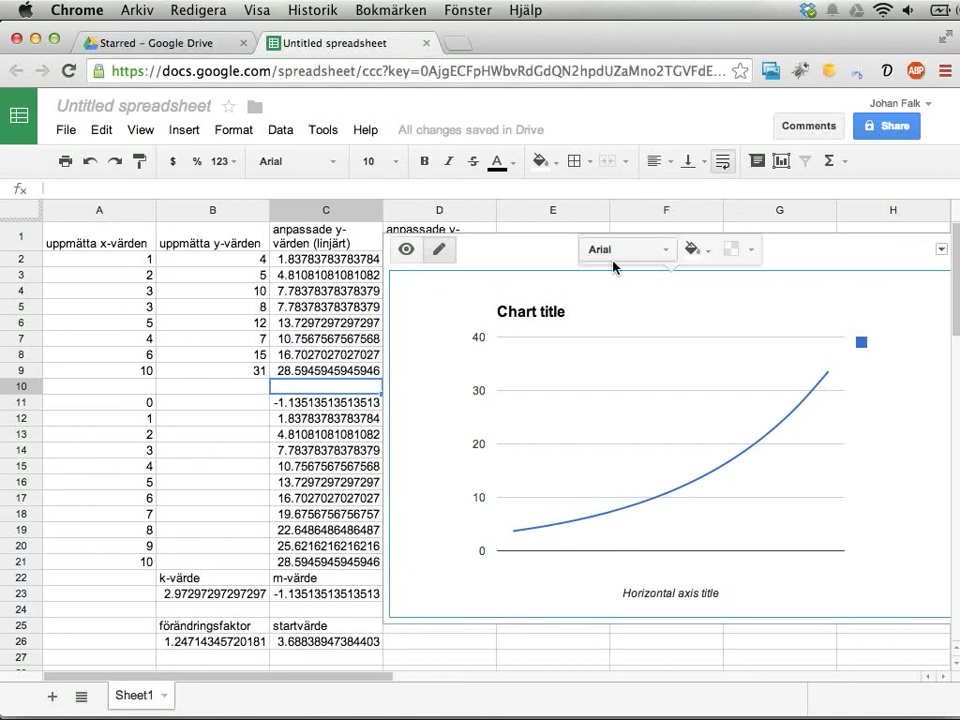 Chrome Arkiv Redigera Visa Historik Bokmärken Fönster Hjälp
Starred – Google Drive
Untitled spreadsheet
https://docs.google.com/spreadsheet/ccc?key=0AjgECFpHWbvRdGdQN2hpdUZaMno2TGVFdE...
D
ABP
Untitled spreadsheet
Johan Falk
File Edit View Insert Format Data Tools Help All changes saved in Drive
Comments
Share
$ % 123 Arial 10 B I S A Σ
fx
A B C D E F G H
1 uppmätta x-värden uppmätta y-värden anpassade y-
värden (linjärt) anpassade y-
2 1 4 1.83783783783784
3 2 5 4.81081081081082
4 3 10 7.78378378378379
5 3 8 7.78378378378379
6 5 12 13.7297297297297
7 4 7 10.7567567567568
8 6 15 16.7027027027027
9 10 31 28.5945945945946
10
11 0 -1.13513513513513
12 1 1.83783783783784
13 2 4.81081081081082
14 3 7.78378378378379
15 4 10.7567567567568
16 5 13.7297297297297
17 6 16.7027027027027
18 7 19.6756756756757
19 8 22.6486486486487
20 9 25.6216216216216
21 10 28.5945945945946
22 k-värde m-värde
23 2.97297297297297 -1.13513513513513
24
25 förändringsfaktor startvärde
26 1.24714345720181 3.68838947384403
27
Arial
Chart title
40
30
20
10
0
Horizontal axis title
Sheet1